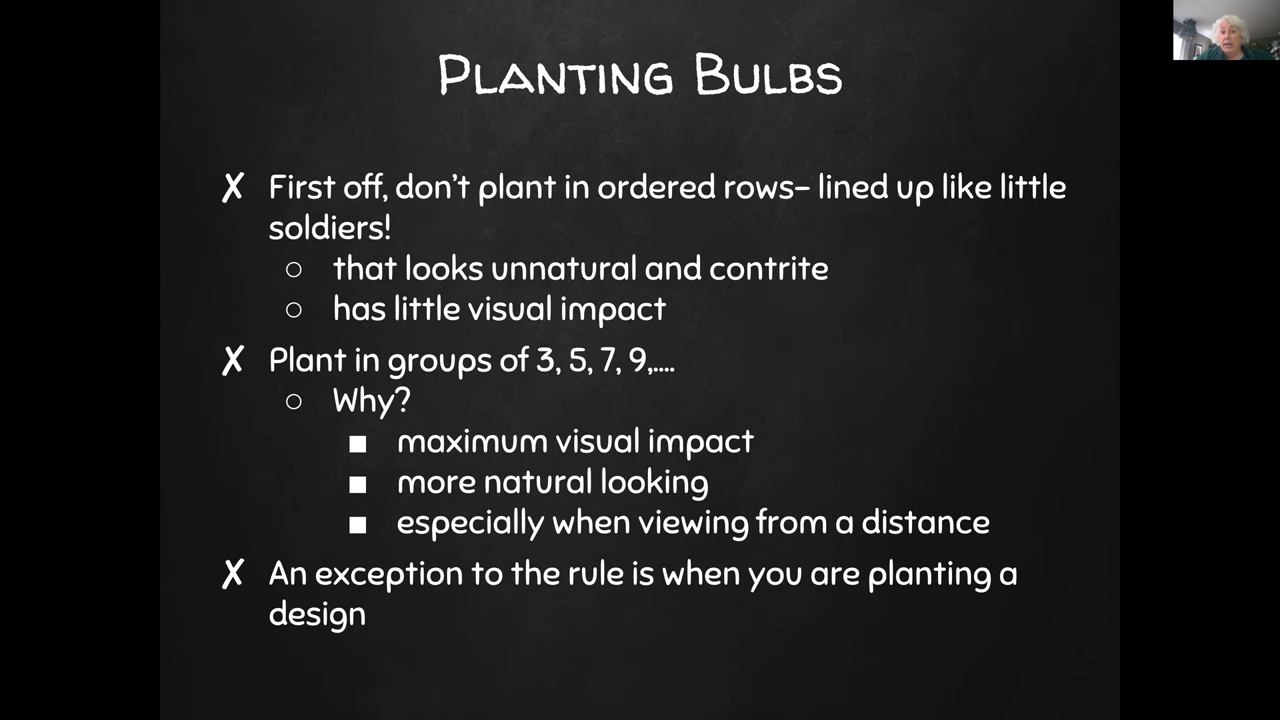 Planting Bulbs
✗ First off, don't plant in ordered rows– lined up like little
soldiers!
○ that looks unnatural and contrite
○ has little visual impact
✗ Plant in groups of 3, 5, 7, 9,....
○ Why?
■ maximum visual impact
■ more natural looking
■ especially when viewing from a distance
✗ An exception to the rule is when you are planting a
design